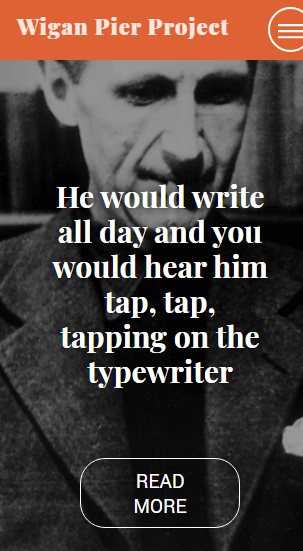 Wigan Pier Project
He would write
all day and you
would hear him
tap, tap,
tapping on the
typewriter
READ
MORE